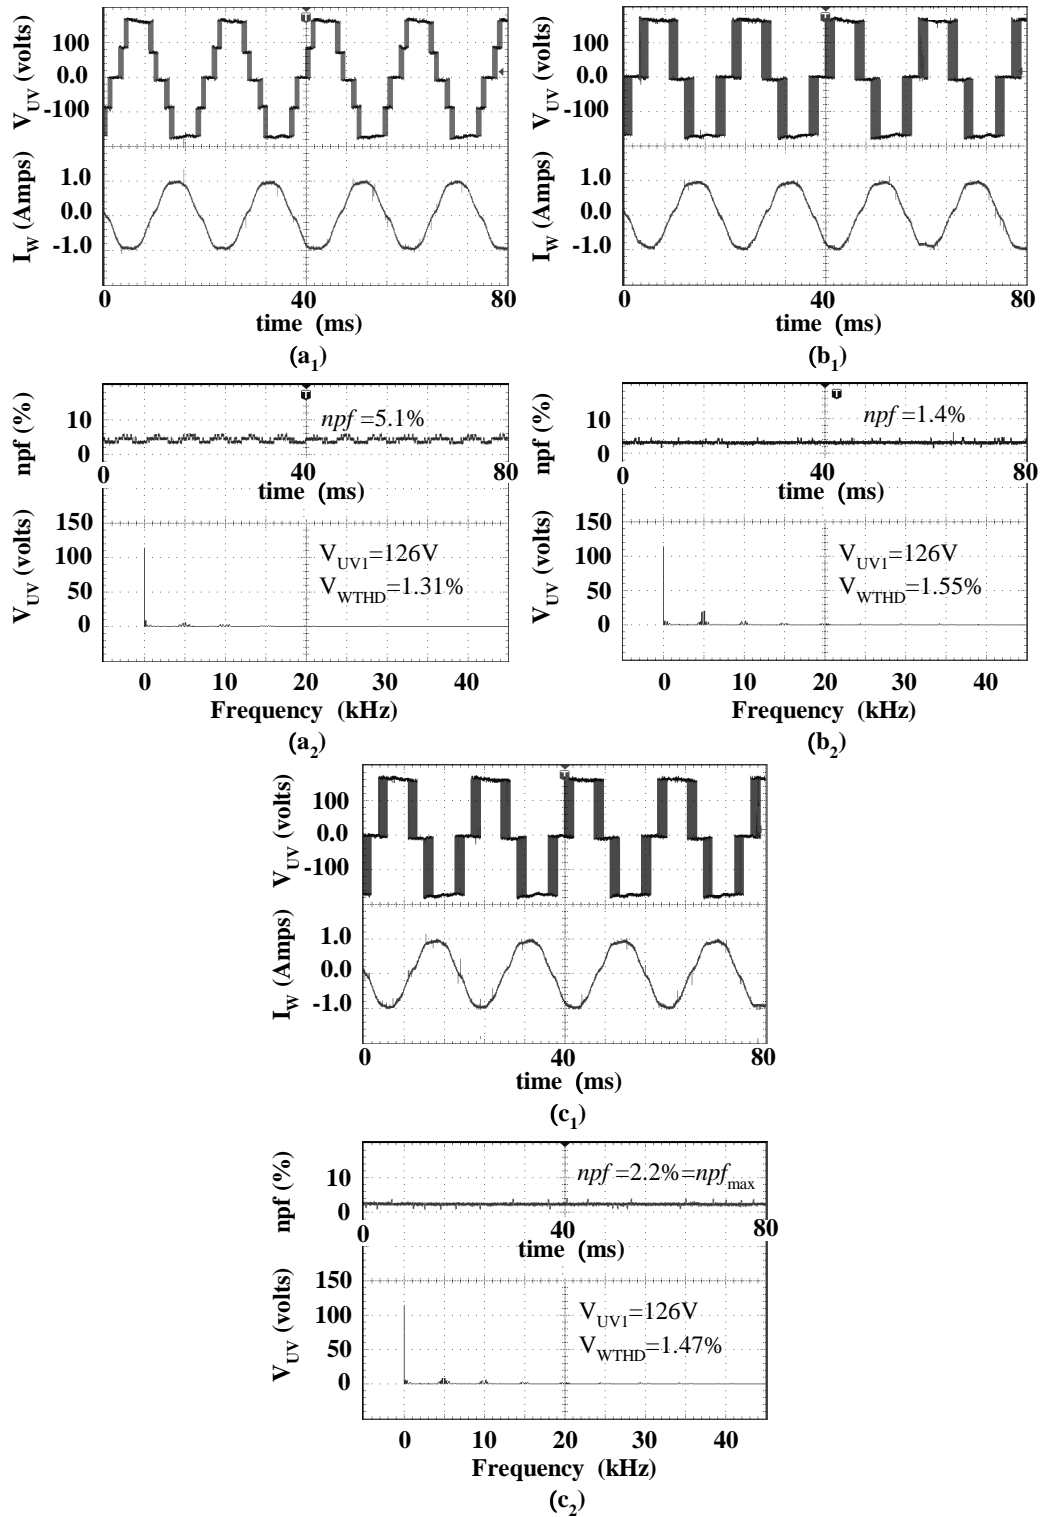 V_UV (volts)
100
0.0
-100
I_W (Amps)
1.0
0.0
-1.0
T
0
40
80
time (ms)
(a_1)
V_UV (volts)
100
0.0
-100
I_W (Amps)
1.0
0.0
-1.0
T
0
40
80
time (ms)
(b_1)
npf (%)
10
0
T
npf =5.1%
0
40
80
time (ms)
V_UV (volts)
150
100
50
0
V_UV1=126V
V_WTHD=1.31%
0 10 20 30 40
Frequency (kHz)
(a_2)
npf (%)
10
0
T
npf =1.4%
0
40
80
time (ms)
V_UV (volts)
150
100
50
0
V_UV1=126V
V_WTHD=1.55%
0 10 20 30 40
Frequency (kHz)
(b_2)
V_UV (volts)
100
0.0
-100
I_W (Amps)
1.0
0.0
-1.0
T
0
40
80
time (ms)
(c_1)
npf (%)
10
0
npf =2.2%=npf_max
0
40
80
time (ms)
V_UV (volts)
150
100
50
0
V_UV1=126V
V_WTHD=1.47%
0 10 20 30 40
Frequency (kHz)
(c_2)